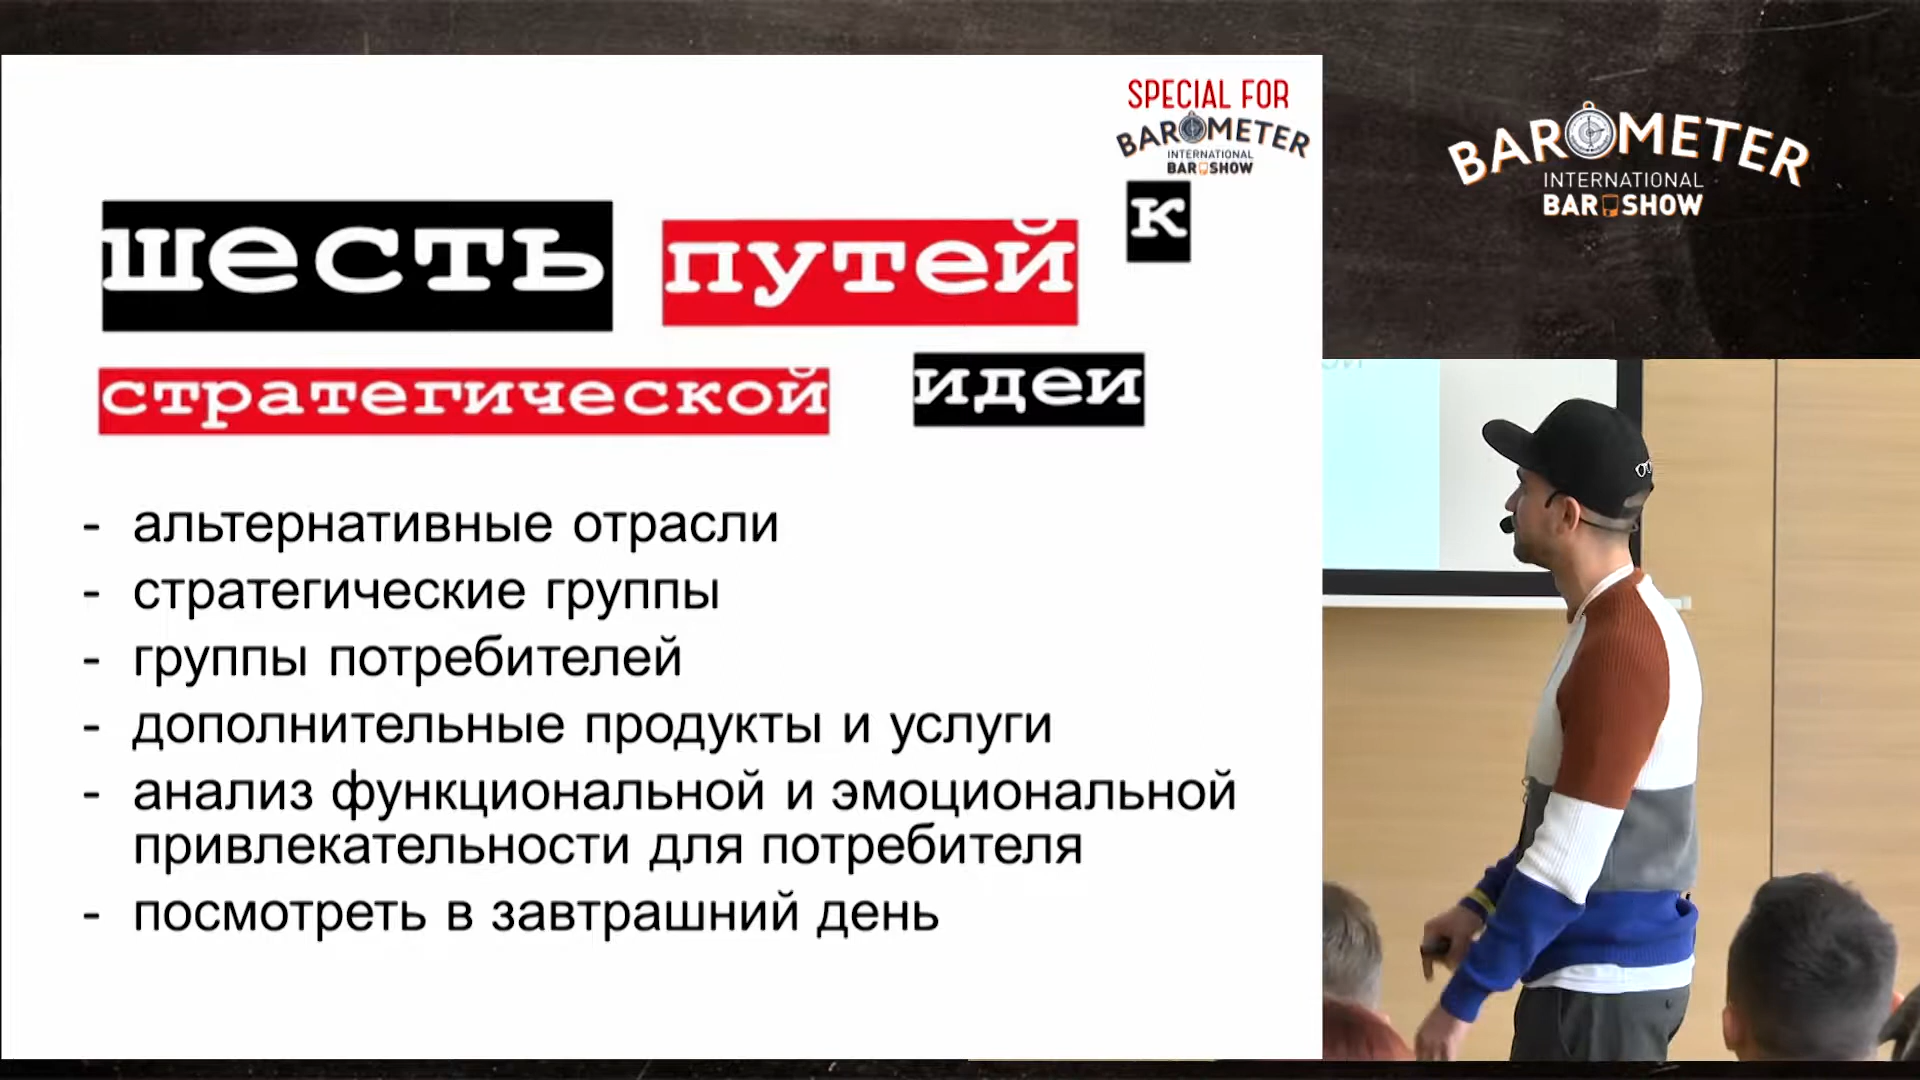 SPECIAL FOR
BAROMETER
INTERNATIONAL
BAR SHOW
шесть путей к
стратегической идеи
- альтернативные отрасли
- стратегические группы
- группы потребителей
- дополнительные продукты и услуги
- анализ функциональной и эмоциональной
привлекательности для потребителя
- посмотреть в завтрашний день
BAROMETER
INTERNATIONAL
BAR SHOW